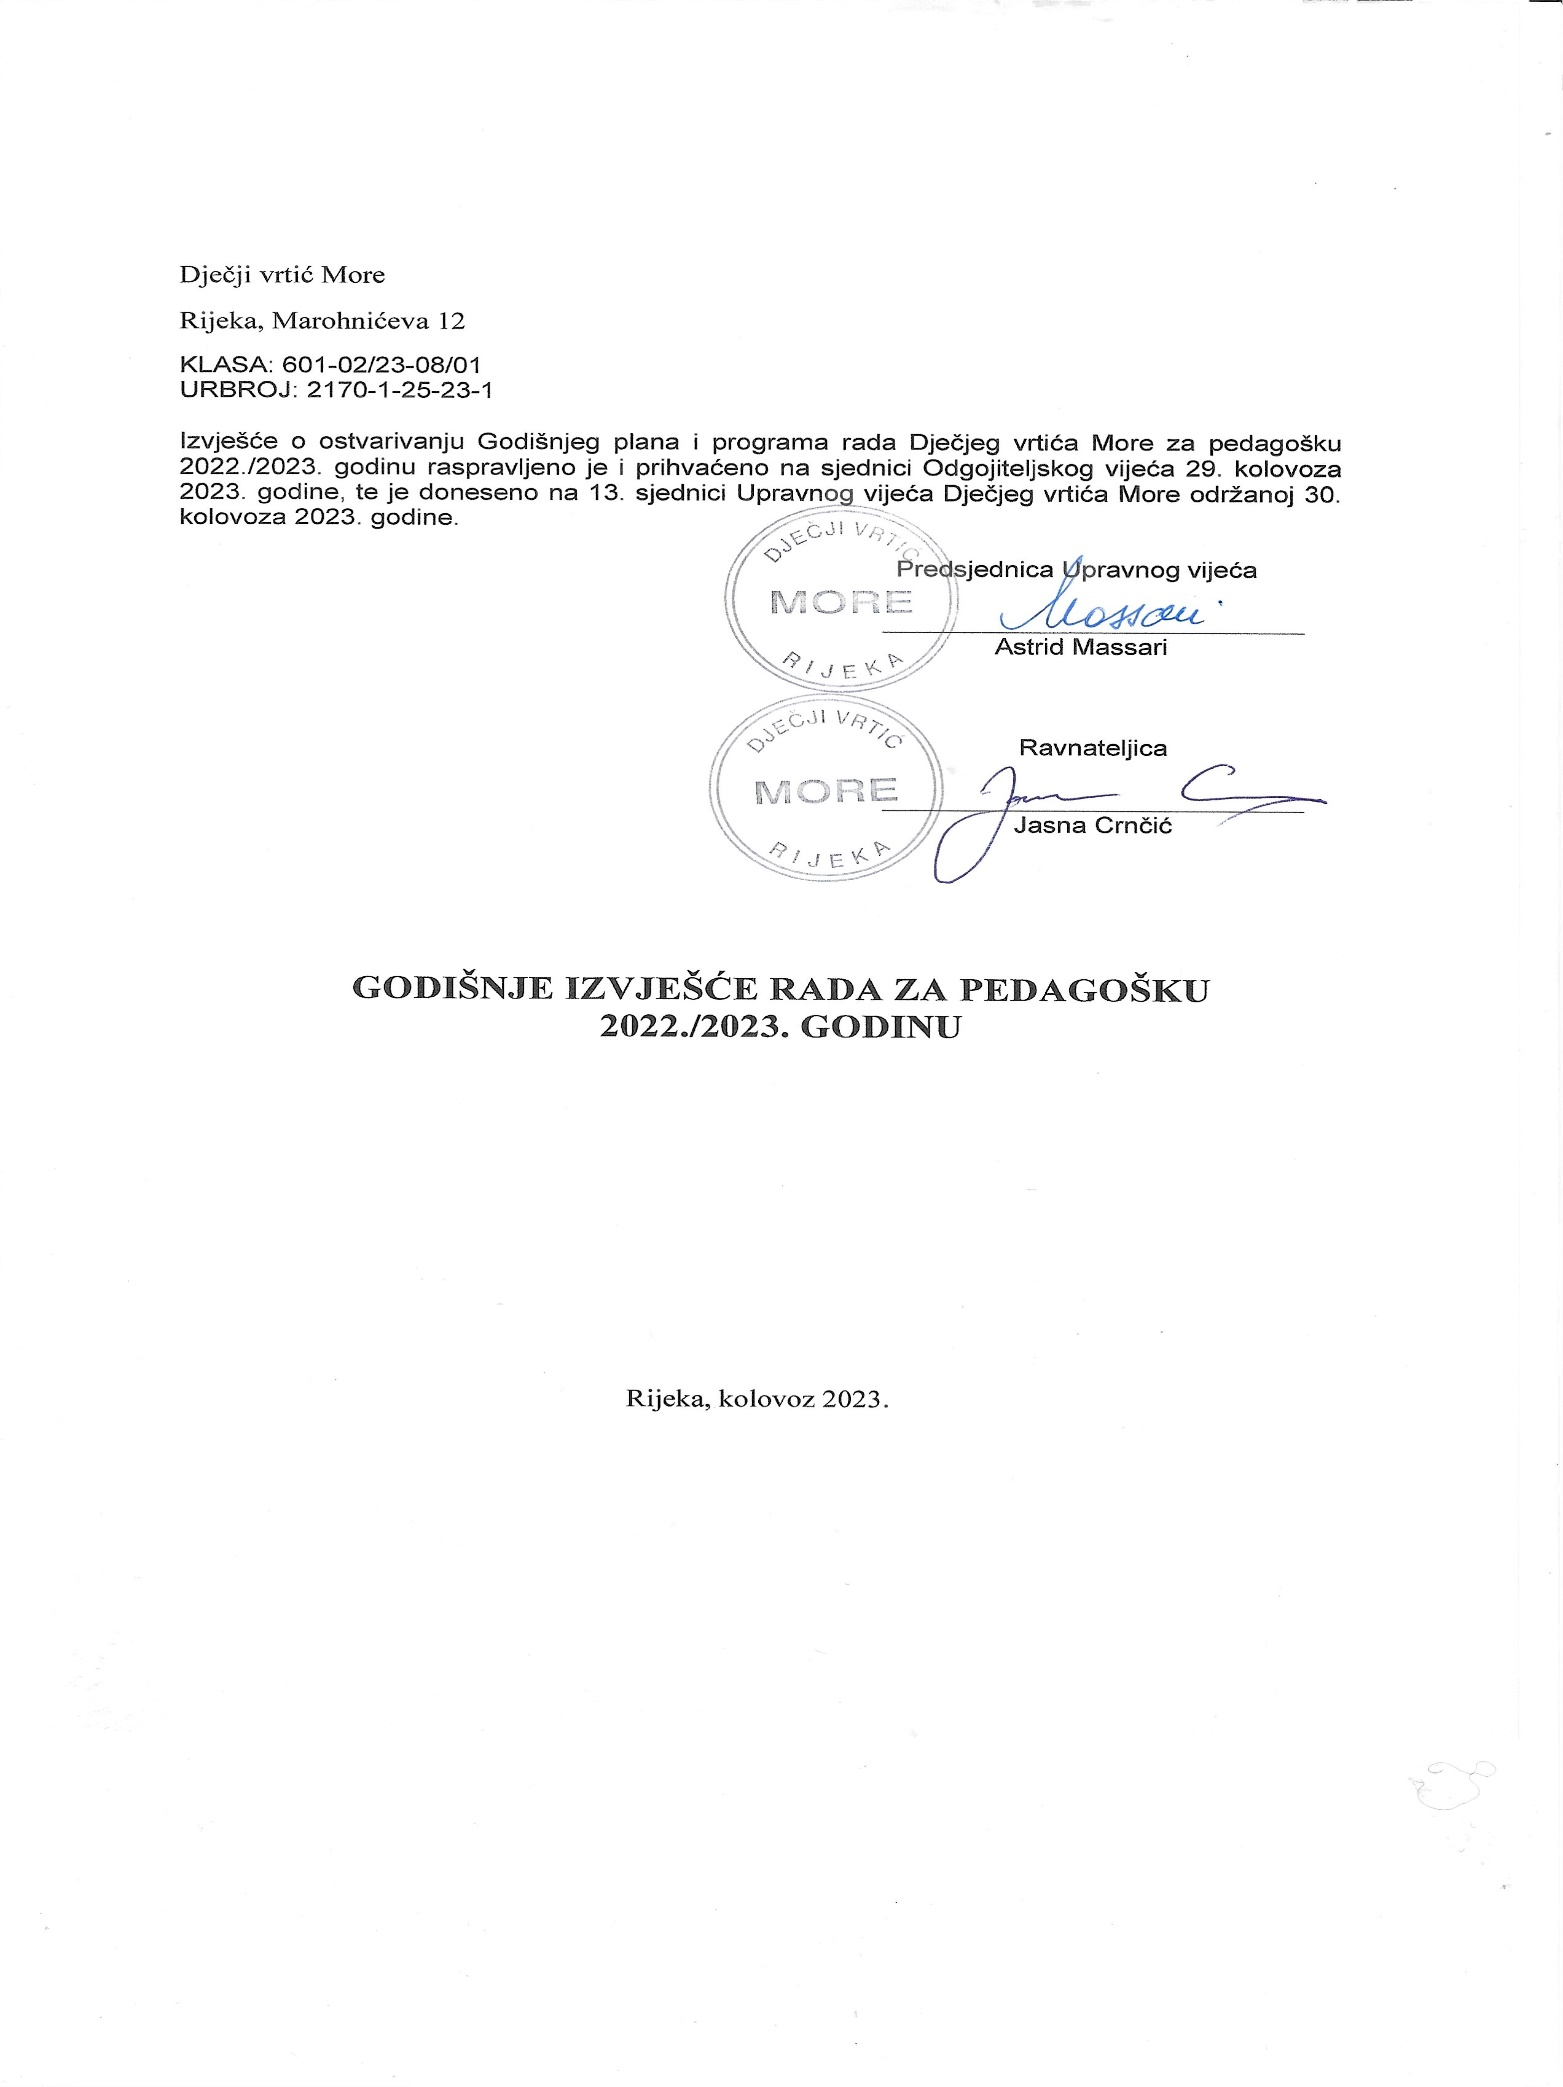 Dječji vrtić More
Rijeka, Marohnićeva 12
KLASA: 601-02/23-08/01
URBROJ: 2170-1-25-23-1
Izvješće o ostvarivanju Godišnjeg plana i programa rada Dječjeg vrtića More za pedagošku
2022./2023. godinu raspravljeno je i prihvaćeno na sjednici Odgojiteljskog vijeća 29. kolovoza
2023. godine, te je doneseno na 13. sjednici Upravnog vijeća Dječjeg vrtića More održanoj 30.
kolovoza 2023. godine.
DJEČJI VRTIĆ
MORE
RIJEKA
Predsjednica Upravnog vijeća
Massari
Astrid Massari
DJEČJI VRTIĆ
MORE
RIJEKA
Ravnateljica
Jasna Crnčić
GODIŠNJE IZVJEŠĆE RADA ZA PEDAGOŠKU
2022./2023. GODINU
Rijeka, kolovoz 2023.